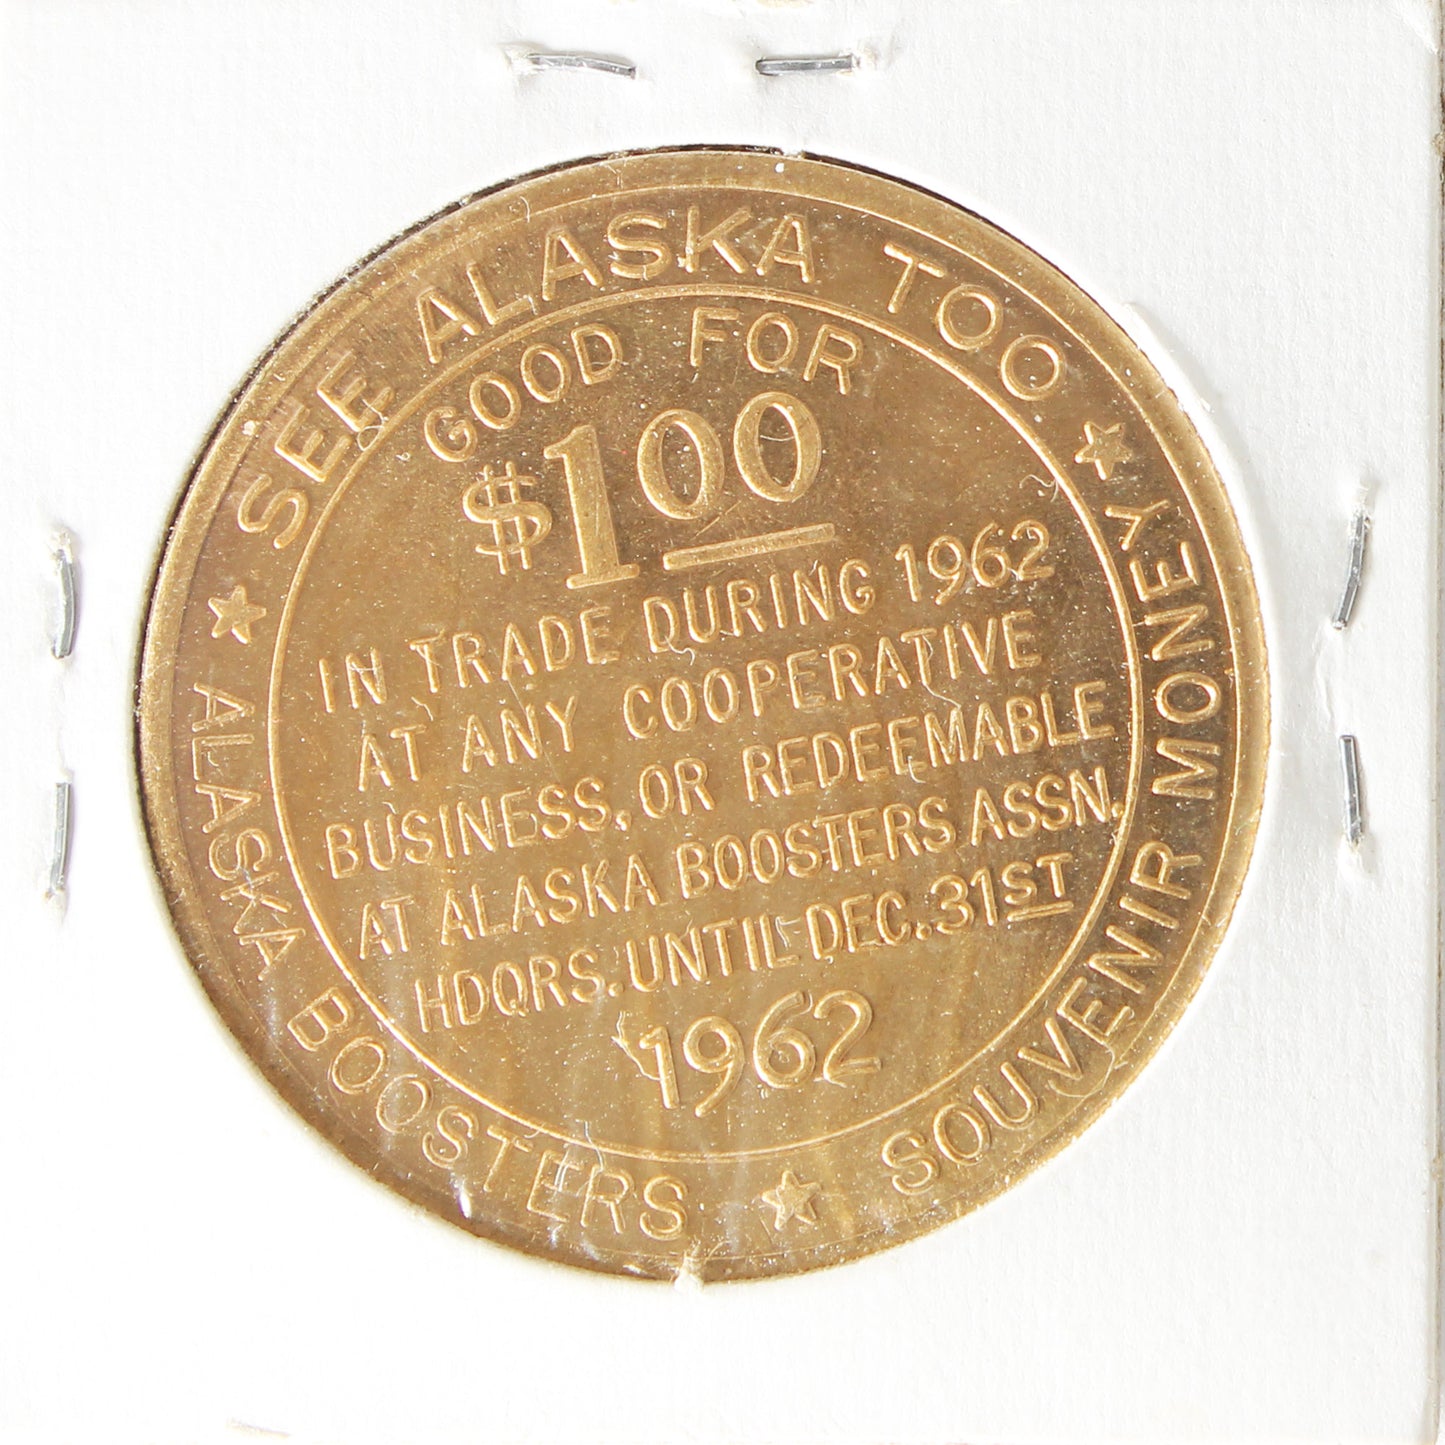 ★ SEE ALASKA TOO ★
ALASKA BOOSTERS ★ SOUVENIR MONEY
GOOD FOR
$1.00
IN TRADE DURING 1962
AT ANY COOPERATIVE
BUSINESS, OR REDEEMABLE
AT ALASKA BOOSTERS ASSN.
HDQRS. UNTIL DEC. 31ST
1962